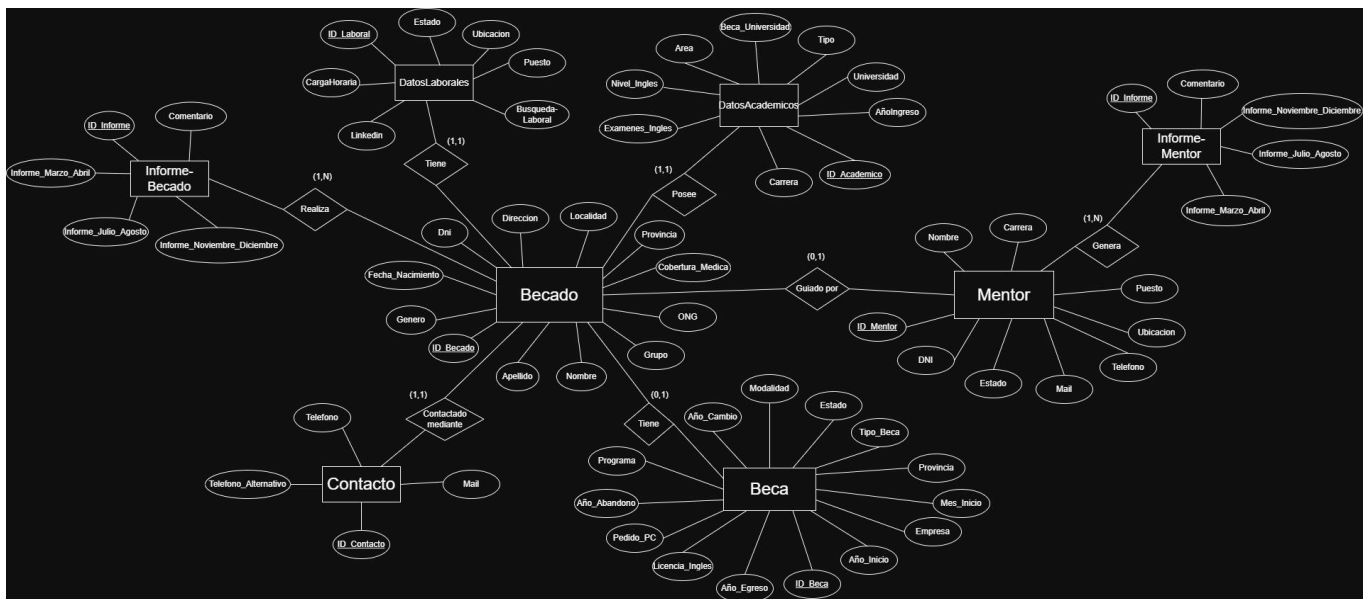 Estado
ID_Laboral
Ubicacion
Puesto
CargaHoraria
DatosLaborales
Busqueda-
Laboral
Linkedin
(1,1)
Tiene
Beca_Universidad
Area
Tipo
Nivel_Ingles
Universidad
DatosAcademicos
AñoIngreso
Examenes_Ingles
Carrera
ID_Academico
(1,1)
Posee
ID_Informe
Comentario
Informe_Noviembre_Diciembre
Informe-
Mentor
Informe_Julio_Agosto
Informe_Marzo_Abril
(1,N)
Genera
ID_Informe
Comentario
Informe_Marzo_Abril
Informe-
Becado
Informe_Julio_Agosto
Informe_Noviembre_Diciembre
(1,N)
Realiza
Direccion
Localidad
Dni
Provincia
Fecha_Nacimiento
Cobertura_Medica
Becado
Genero
ONG
ID_Becado
Grupo
Apellido
Nombre
(0,1)
Guiado por
Nombre
Carrera
Mentor
Puesto
ID_Mentor
Ubicacion
DNI
Telefono
Estado
Mail
(1,1)
Contactado
mediante
Telefono
Telefono_Alternativo
Contacto
Mail
ID_Contacto
(0,1)
Tiene
Modalidad
Año_Cambio
Estado
Tipo_Beca
Programa
Provincia
Beca
Año_Abandono
Mes_Inicio
Pedido_PC
Empresa
Licencia_Ingles
Año_Inicio
Año_Egreso
ID_Beca